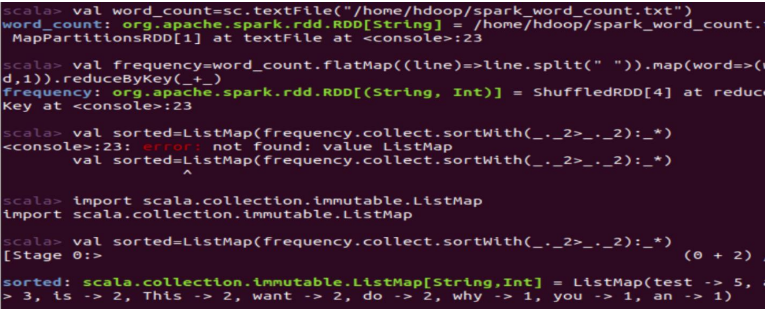 scala> val word_count=sc.textFile("/home/hdoop/spark_word_count.txt")
word_count: org.apache.spark.rdd.RDD[String] = /home/hdoop/spark_word_count.
MapPartitionsRDD[1] at textFile at <console>:23
scala> val frequency=word_count.flatMap((line)=>line.split(" ")).map(word=>(
d,1)).reduceByKey(_+_)
frequency: org.apache.spark.rdd.RDD[(String, Int)] = ShuffledRDD[4] at reduce
Key at <console>:23
scala> val sorted=ListMap(frequency.collect.sortWith(_._2>_._2):_*)
<console>:23: error: not found: value ListMap
val sorted=ListMap(frequency.collect.sortWith(_._2>_._2):_*)
^
scala> import scala.collection.immutable.ListMap
import scala.collection.immutable.ListMap
scala> val sorted=ListMap(frequency.collect.sortWith(_._2>_._2):_*)
[Stage 0:> (0 + 2)
sorted: scala.collection.immutable.ListMap[String,Int] = ListMap(test -> 5,
> 3, is -> 2, This -> 2, want -> 2, do -> 2, why -> 1, you -> 1, an -> 1)